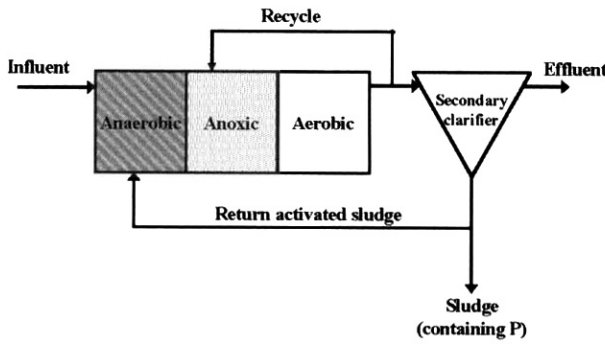 Recycle
Influent
Effluent
Anaerobic
Anoxic
Aerobic
Secondary
clarifier
Return activated sludge
Sludge
(containing P)